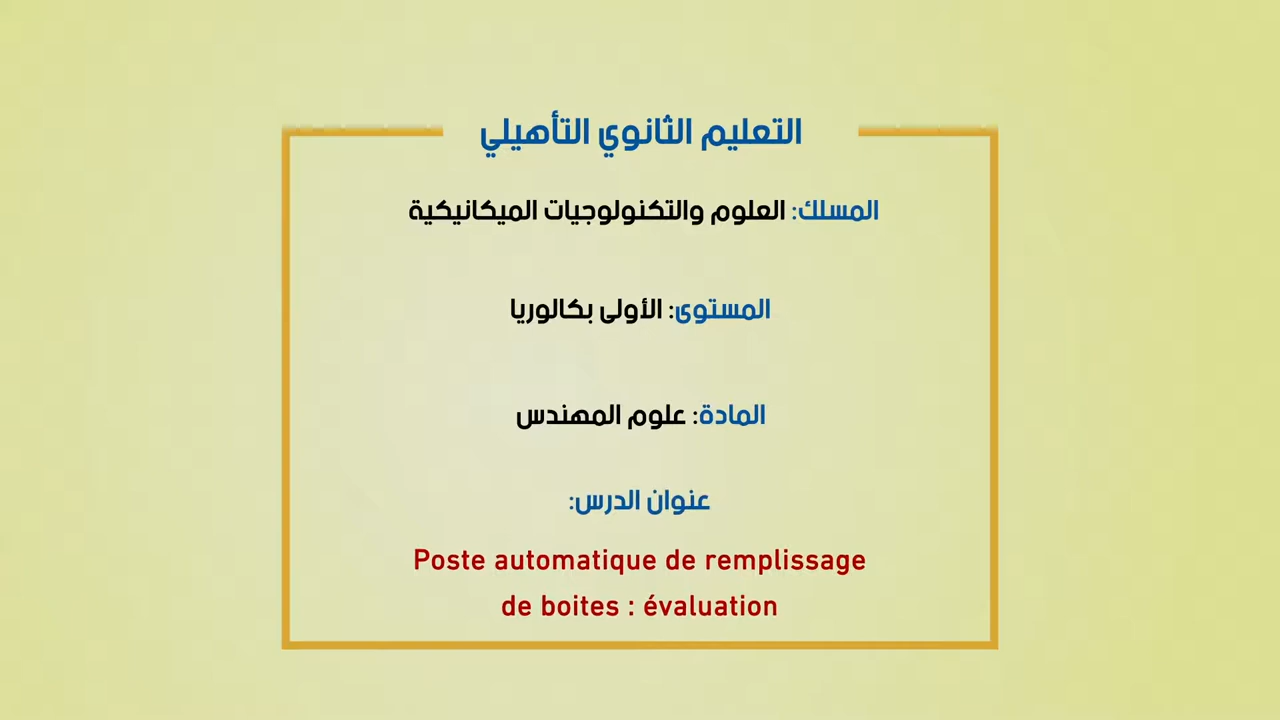 التعليم الثانوي التأهيلي
المسلك: العلوم والتكنولوجيات الميكانيكية
المستوى: الأولى بكالوريا
المادة: علوم المهندس
عنوان الدرس:
Poste automatique de remplissage
de boites : évaluation